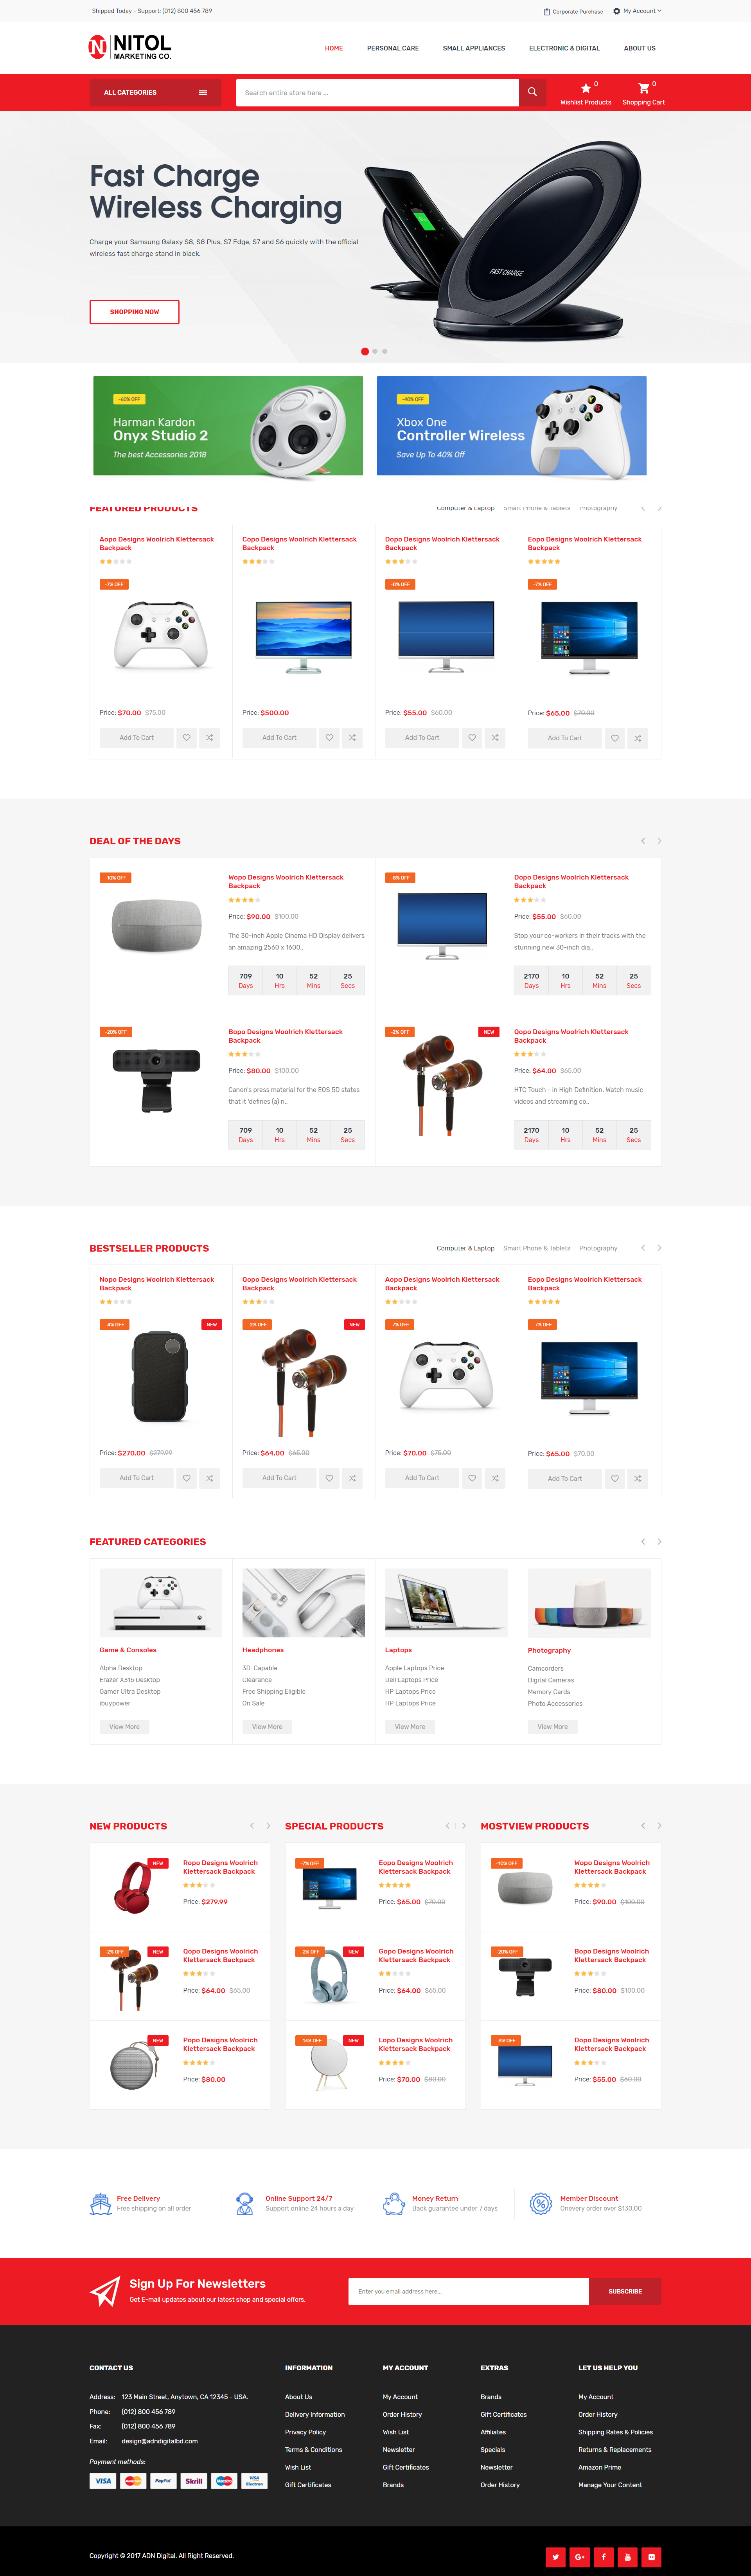 Shipped Today - Support: (012) 800 456 789
Corporate Purchase
My Account
NITOL
MARKETING CO.
HOME
PERSONAL CARE
SMALL APPLIANCES
ELECTRONIC & DIGITAL
ABOUT US
ALL CATEGORIES
Search entire store here ...
0
Wishlist Products
0
Shopping Cart
Fast Charge
Wireless Charging
Charge your Samsung Galaxy S8, S8 Plus, S7 Edge, S7 and S6 quickly with the official
wireless fast charge stand in black.
SHOPPING NOW
FAST CHARGE
-60% OFF
Harman Kardon
Onyx Studio 2
The best Accessories 2018
-40% OFF
Xbox One
Controller Wireless
Save Up To 40% Off
FEATURED PRODUCTS
Computer & Laptop
Smart Phone & Tablets
Photography
Aopo Designs Woolrich Klettersack
Backpack
-7% OFF
Price: $70.00 $75.00
Add To Cart
Copo Designs Woolrich Klettersack
Backpack
Price: $500.00
Add To Cart
Dopo Designs Woolrich Klettersack
Backpack
-8% OFF
Price: $55.00 $60.00
Add To Cart
Eopo Designs Woolrich Klettersack
Backpack
-7% OFF
Price: $65.00 $70.00
Add To Cart
DEAL OF THE DAYS
-10% OFF
Wopo Designs Woolrich Klettersack
Backpack
Price: $90.00 $100.00
The 30-inch Apple Cinema HD Display delivers
an amazing 2560 x 1600..
709 10 52 25
Days Hrs Mins Secs
-8% OFF
Dopo Designs Woolrich Klettersack
Backpack
Price: $55.00 $60.00
Stop your co-workers in their tracks with the
stunning new 30-inch dia..
2170 10 52 25
Days Hrs Mins Secs
-20% OFF
Bopo Designs Woolrich Klettersack
Backpack
Price: $80.00 $100.00
Canon's press material for the EOS 5D states
that it 'defines (a) n..
709 10 52 25
Days Hrs Mins Secs
-2% OFF
NEW
Qopo Designs Woolrich Klettersack
Backpack
Price: $64.00 $65.00
HTC Touch - in High Definition. Watch music
videos and streaming co..
2170 10 52 25
Days Hrs Mins Secs
BESTSELLER PRODUCTS
Computer & Laptop
Smart Phone & Tablets
Photography
Nopo Designs Woolrich Klettersack
Backpack
-4% OFF
NEW
Price: $270.00 $279.99
Add To Cart
Qopo Designs Woolrich Klettersack
Backpack
-2% OFF
NEW
Price: $64.00 $65.00
Add To Cart
Aopo Designs Woolrich Klettersack
Backpack
-7% OFF
Price: $70.00 $75.00
Add To Cart
Eopo Designs Woolrich Klettersack
Backpack
-7% OFF
Price: $65.00 $70.00
Add To Cart
FEATURED CATEGORIES
Game & Consoles
Alpha Desktop
Erazer X315 Desktop
Gamer Ultra Desktop
ibuypower
View More
Headphones
3D-Capable
Clearance
Free Shipping Eligible
On Sale
View More
Laptops
Apple Laptops Price
Dell Laptops Price
HP Laptops Price
HP Laptops Price
View More
Photography
Camcorders
Digital Cameras
Memory Cards
Photo Accessories
View More
NEW PRODUCTS
NEW
Ropo Designs Woolrich
Klettersack Backpack
Price: $279.99
-2% OFF
NEW
Qopo Designs Woolrich
Klettersack Backpack
Price: $64.00 $65.00
NEW
Popo Designs Woolrich
Klettersack Backpack
Price: $80.00
SPECIAL PRODUCTS
-7% OFF
Eopo Designs Woolrich
Klettersack Backpack
Price: $65.00 $70.00
-2% OFF
NEW
Gopo Designs Woolrich
Klettersack Backpack
Price: $64.00 $65.00
-13% OFF
NEW
Lopo Designs Woolrich
Klettersack Backpack
Price: $70.00 $80.00
MOSTVIEW PRODUCTS
-10% OFF
Wopo Designs Woolrich
Klettersack Backpack
Price: $90.00 $100.00
-20% OFF
Bopo Designs Woolrich
Klettersack Backpack
Price: $80.00 $100.00
-8% OFF
Dopo Designs Woolrich
Klettersack Backpack
Price: $55.00 $60.00
Free Delivery
Free shipping on all order
Online Support 24/7
Support online 24 hours a day
Money Return
Back guarantee under 7 days
Member Discount
Onevery order over $130.00
Sign Up For Newsletters
Get E-mail updates about our latest shop and special offers.
Enter you email address here...
SUBSCRIBE
CONTACT US
Address: 123 Main Street, Anytown, CA 12345 - USA.
Phone: (012) 800 456 789
Fax: (012) 800 456 789
Email: design@adndigitalbd.com
Payment methods:
VISA
MasterCard
PayPal
Skrill
Maestro
VISA
Electron
INFORMATION
About Us
Delivery Information
Privacy Policy
Terms & Conditions
Wish List
Gift Certificates
MY ACCOUNT
My Account
Order History
Wish List
Newsletter
Gift Certificates
Brands
EXTRAS
Brands
Gift Certificates
Affiliates
Specials
Newsletter
Order History
LET US HELP YOU
My Account
Order History
Shipping Rates & Policies
Returns & Replacements
Amazon Prime
Manage Your Content
Copyright © 2017 ADN Digital. All Right Reserved.